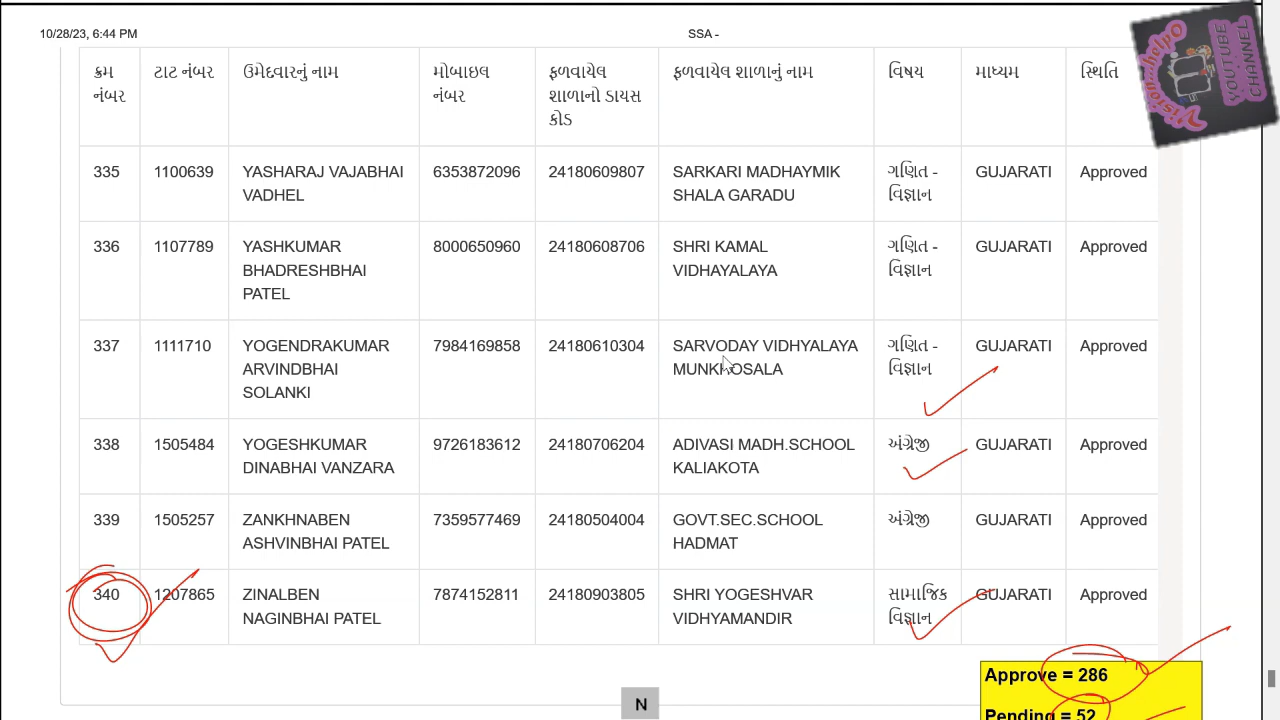 10/28/23, 6:44 PM SSA -
ક્રમ નંબર ટાટ નંબર ઉમેદવારનું નામ મોબાઇલ નંબર ફળવાયેલ શાળાનો ડાયસ કોડ ફળવાયેલ શાળાનું નામ વિષય માધ્યમ સ્થિતિ
335 1100639 YASHARAJ VAJABHAI 6353872096 24180609807 SARKARI MADHAYMIK ગણિત - GUJARATI Approved
VADHEL SHALA GARADU વિજ્ઞાન
336 1107789 YASHKUMAR 8000650960 24180608706 SHRI KAMAL ગણિત - GUJARATI Approved
BHADRESHBHAI VIDHAYALAYA વિજ્ઞાન
PATEL
337 1111710 YOGENDRAKUMAR 7984169858 24180610304 SARVODAY VIDHYALAYA ગણિત - GUJARATI Approved
ARVINDBHAI MUNKHOSALA વિજ્ઞાન
SOLANKI
338 1505484 YOGESHKUMAR 9726183612 24180706204 ADIVASI MADH.SCHOOL અંગ્રેજી GUJARATI Approved
DINABHAI VANZARA KALIAKOTA
339 1505257 ZANKHNABEN 7359577469 24180504004 GOVT.SEC.SCHOOL અંગ્રેજી GUJARATI Approved
ASHVINBHAI PATEL HADMAT
340 1207865 ZINALBEN 7874152811 24180903805 SHRI YOGESHVAR સામાજિક GUJARATI Approved
NAGINBHAI PATEL VIDHYAMANDIR વિજ્ઞાન
Approve = 286
Pending = 52
N
YOUTUBE
CHANNEL